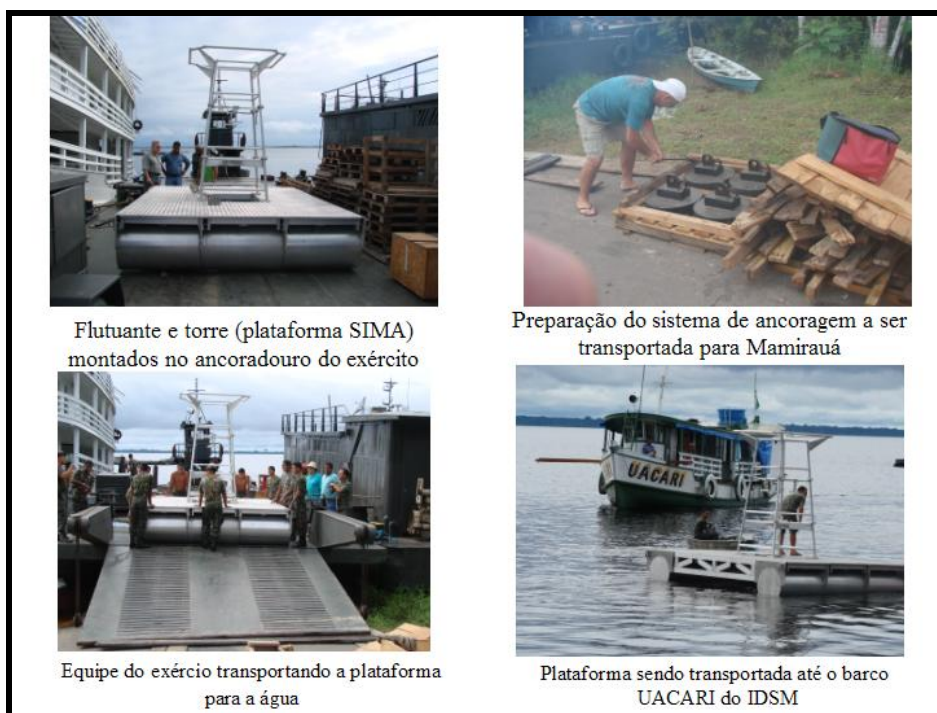 Flutuante e torre (plataforma SIMA)
montados no ancoradouro do exército
Preparação do sistema de ancoragem a ser
transportada para Mamirauá
UACARI
Equipe do exércio transportando a plataforma
para a água
Plataforma sendo transportada até o barco
UACARI do IDSM